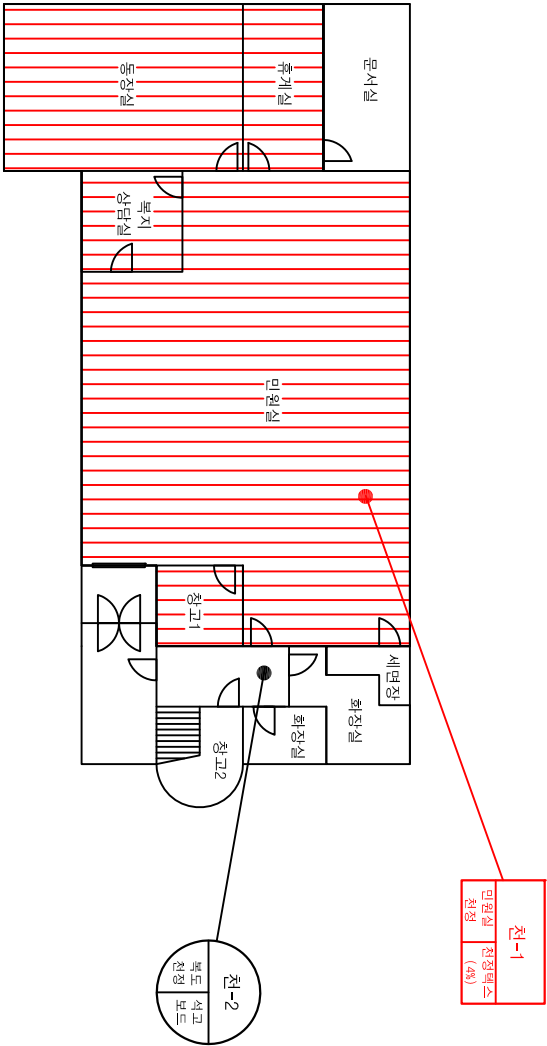 문서실
휴게실
동장실
복지
상담실
민원실
창고1
세면장
화장실
화장실
창고2
천-1
민원실
천정
천정텍스
(4%)
천-2
복도
천정
석고
보드